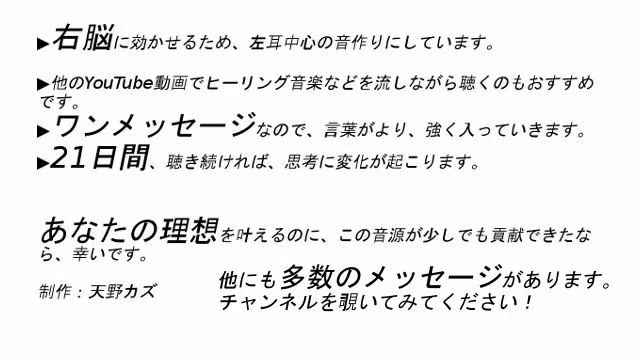 ▶右脳に効かせるため、左耳中心の音作りにしています。
▶他のYouTube動画でヒーリング音楽などを流しながら聴くのもおすすめ
です。
▶ワンメッセージなので、言葉がより、強く入っていきます。
▶21日間、聴き続ければ、思考に変化が起こります。
あなたの理想を叶えるのに、この音源が少しでも貢献できたな
ら、幸いです。
他にも多数のメッセージがあります。
制作：天野カズ
チャンネルを覗いてみてください！